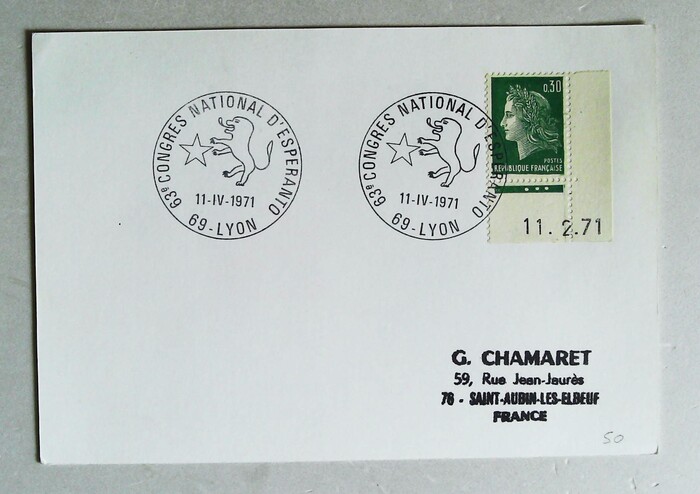 63e CONGRES NATIONAL D'ESPERANTO
11-IV-1971
69-LYON
63e CONGRES NATIONAL D'ESPERANTO
11-IV-1971
69-LYON
0,30
POSTES
REPUBLIQUE FRANÇAISE
11.2.71
G. CHAMARET
59, Rue Jean-Jaurès
76 - SAINT-AUBIN-LES-ELBEUF
FRANCE
50